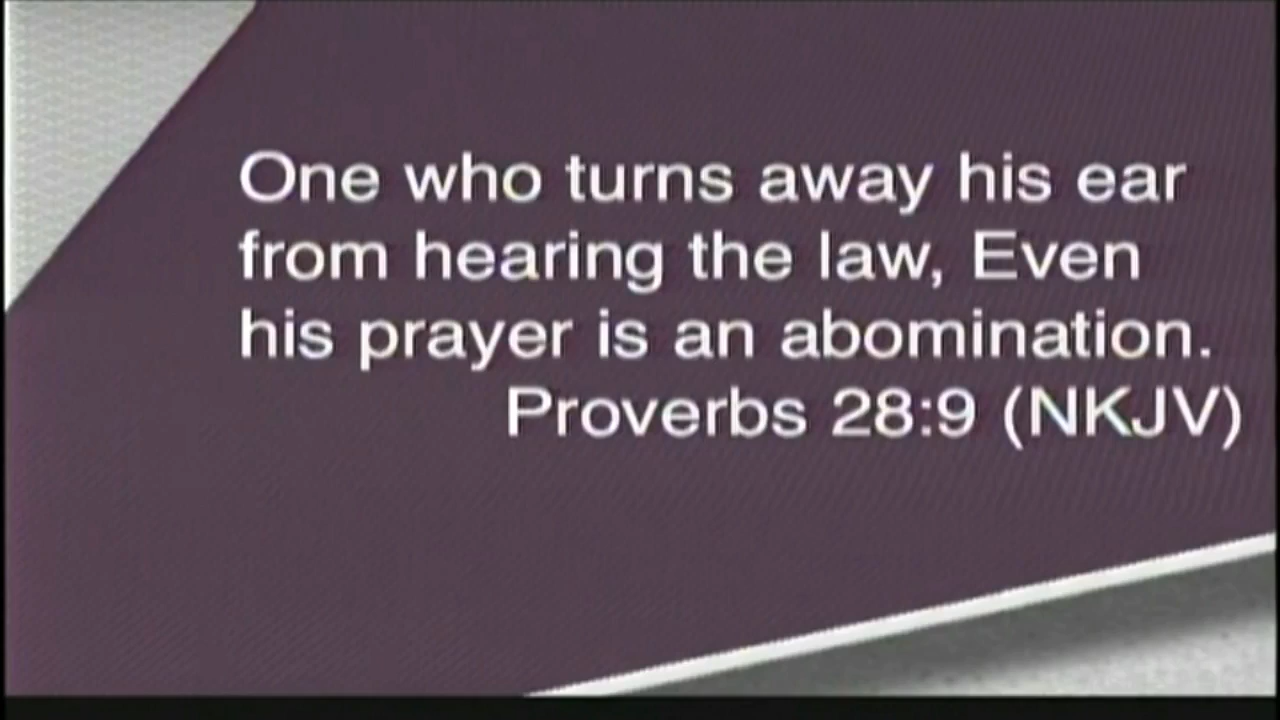 One who turns away his ear
from hearing the law, Even
his prayer is an abomination.
Proverbs 28:9 (NKJV)